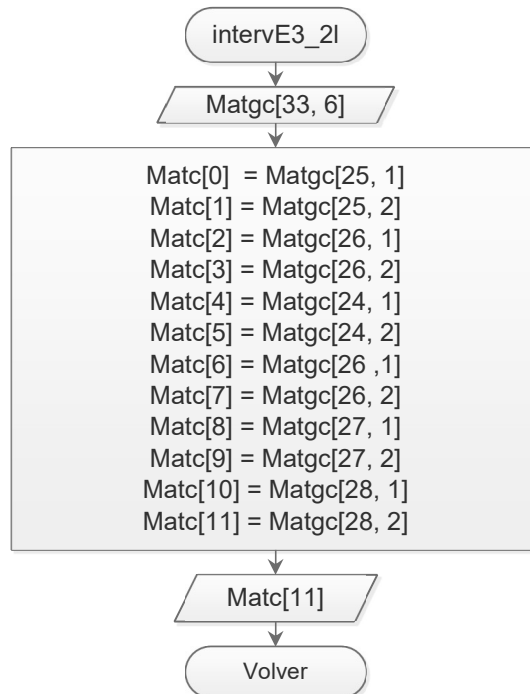 intervE3_2l
Matgc[33, 6]
Matc[0]  = Matgc[25, 1]
Matc[1] = Matgc[25, 2]
Matc[2] = Matgc[26, 1]
Matc[3] = Matgc[26, 2]
Matc[4] = Matgc[24, 1]
Matc[5] = Matgc[24, 2]
Matc[6] = Matgc[26 ,1]
Matc[7] = Matgc[26, 2]
Matc[8] = Matgc[27, 1]
Matc[9] = Matgc[27, 2]
Matc[10] = Matgc[28, 1]
Matc[11] = Matgc[28, 2]
Matc[11]
Volver